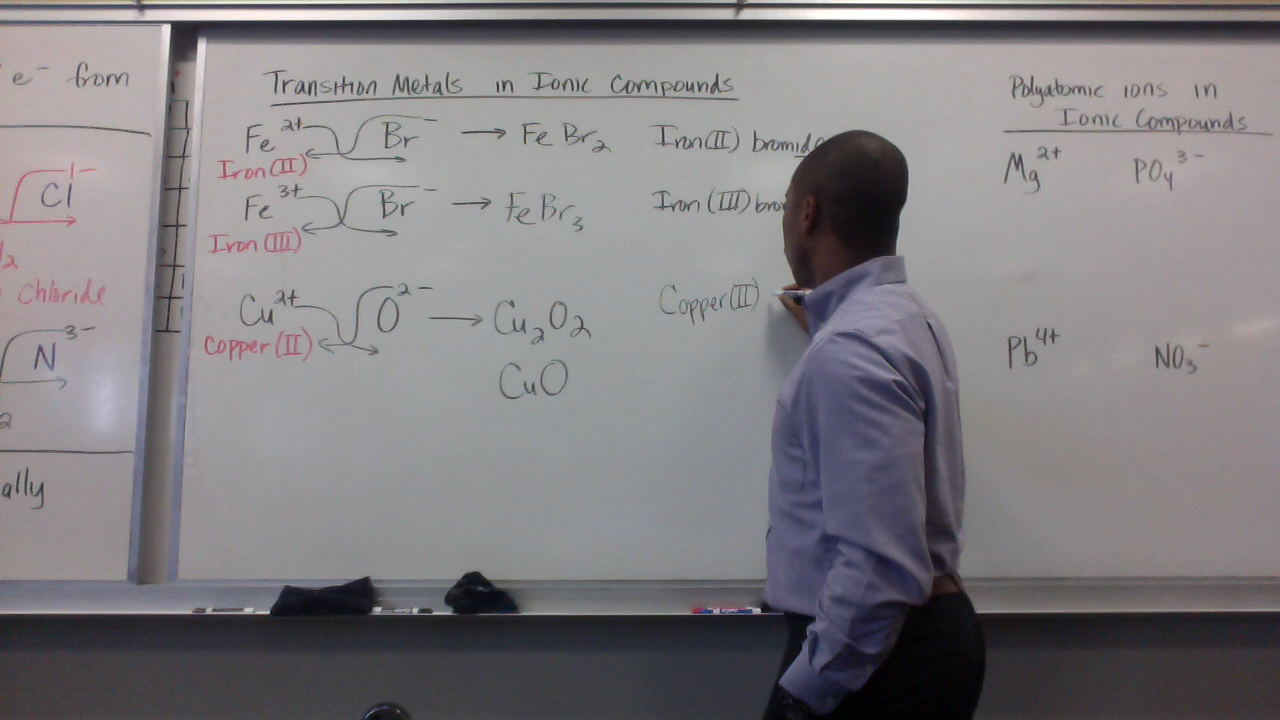 e⁻ from
Cl¹⁻
Chloride
N³⁻
2
ally
Transition Metals in Ionic Compounds
Fe²⁺ Br⁻ → FeBr₂ Iron(II) bromide
Iron(II)
Fe³⁺ Br⁻ → FeBr₃ Iron(III) bro
Iron(III)
Cu²⁺ O²⁻ → Cu₂O₂ Copper(II)
Copper(II)
CuO
Polyatomic ions in
Ionic Compounds
Mg²⁺ PO₄³⁻
Pb⁴⁺ NO₃⁻